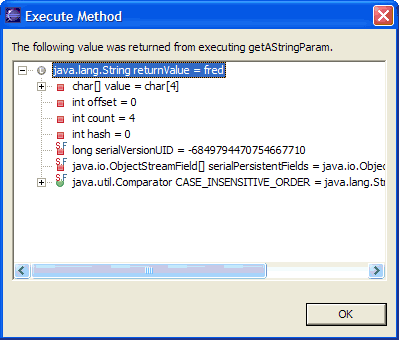 Execute Method
The following value was returned from executing getAStringParam.
java.lang.String returnValue = fred
char[] value = char[4]
int offset = 0
int count = 4
int hash = 0
long serialVersionUID = -6849794470754667710
java.io.ObjectStreamField[] serialPersistentFields = java.io.Objec
java.util.Comparator CASE_INSENSITIVE_ORDER = java.lang.Str
OK